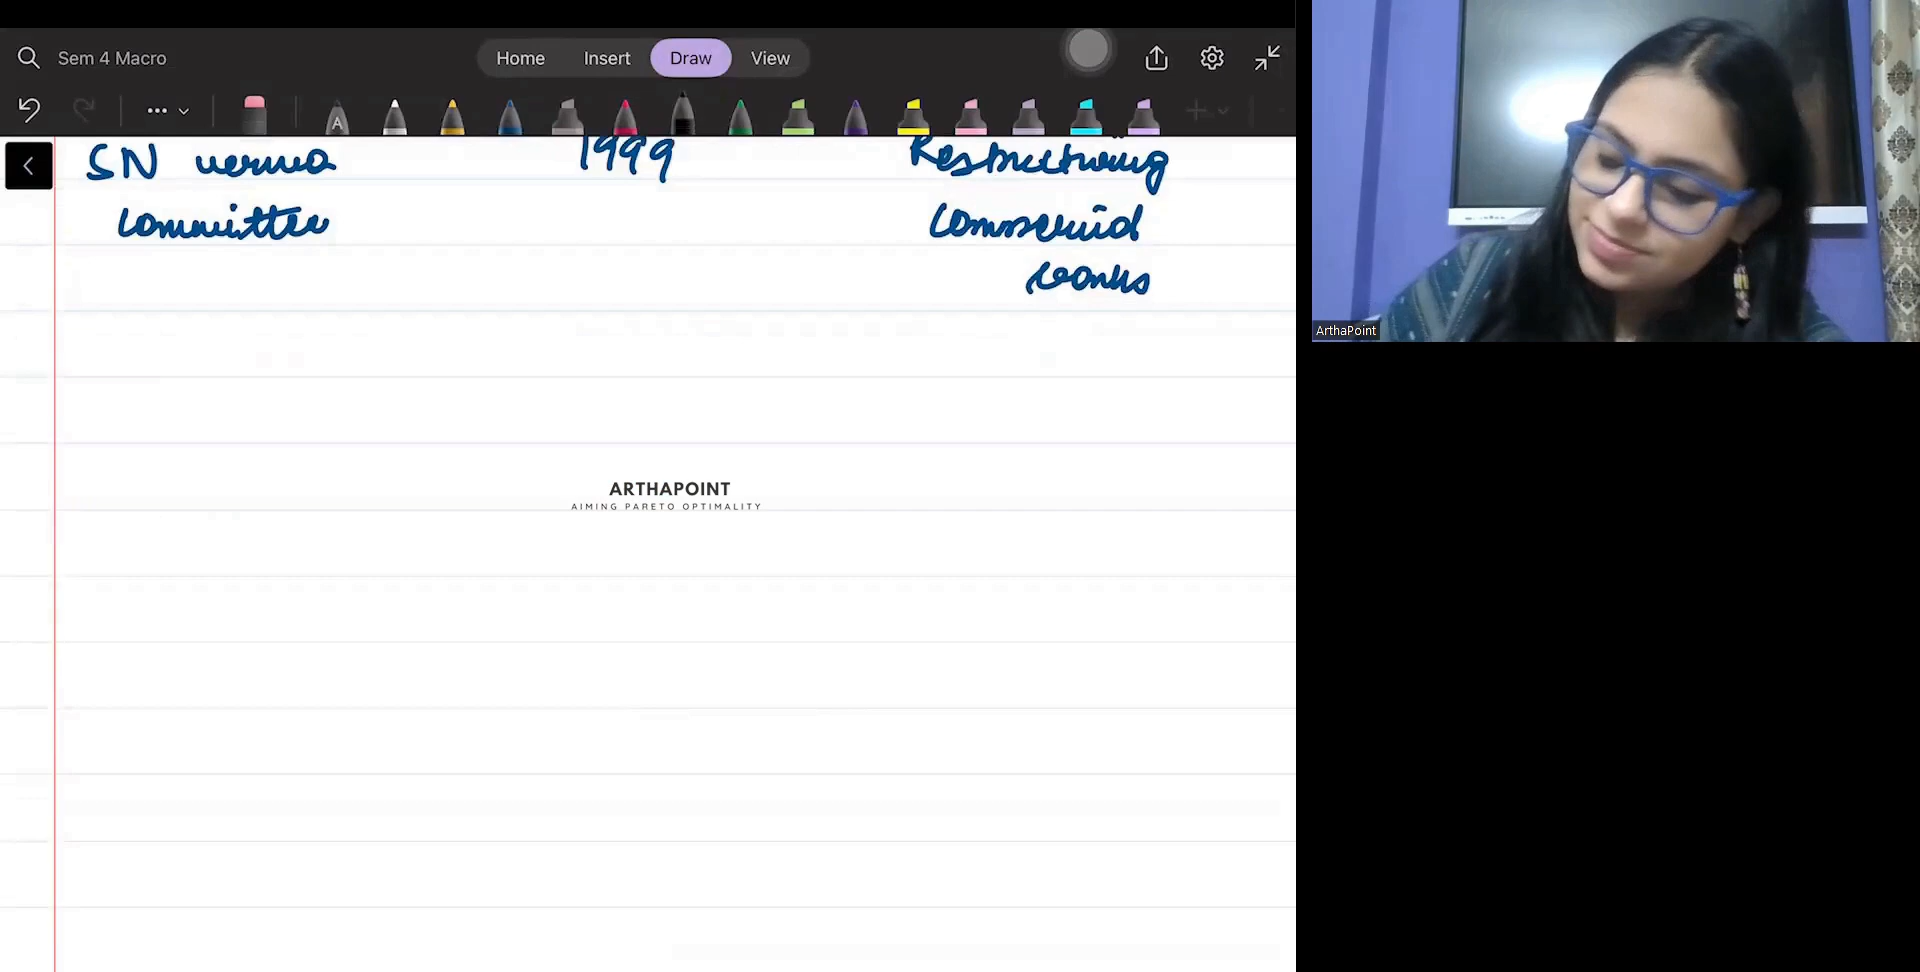 Sem 4 Macro
Home Insert Draw View
A
SN verma 1999 Restructuring
committee commercial
banks
ArthaPoint
ARTHAPOINT
AIMING PARETO OPTIMALITY